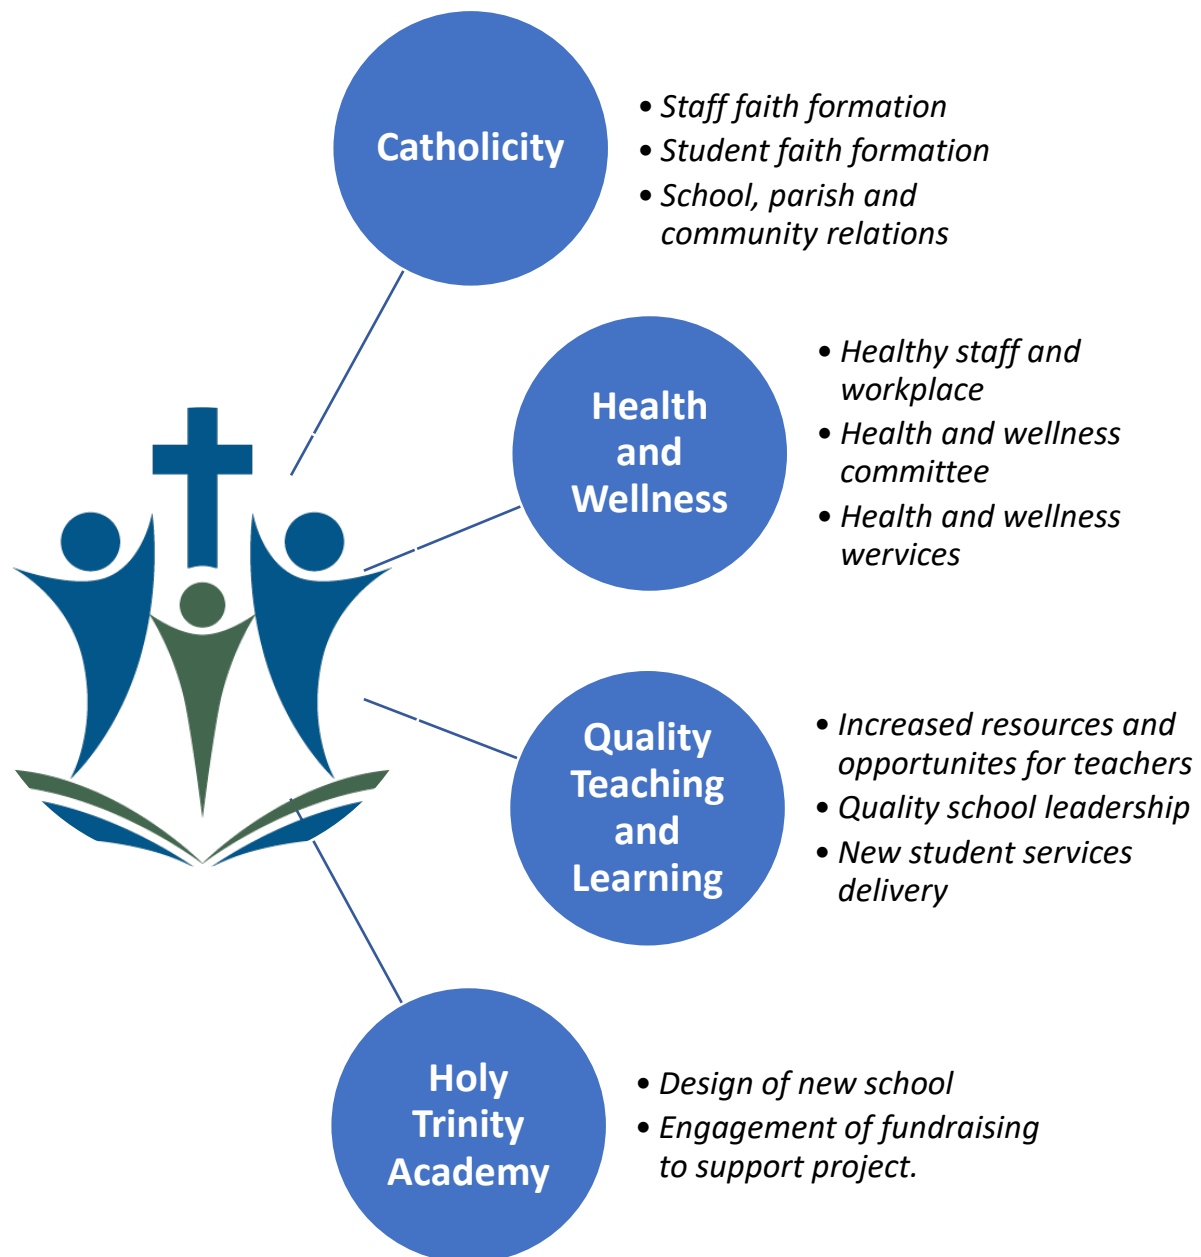 Catholicity
• Staff faith formation
• Student faith formation
• School, parish and
community relations
Health
and
Wellness
• Healthy staff and
workplace
• Health and wellness
committee
• Health and wellness
wervices
Quality
Teaching
and
Learning
• Increased resources and
opportunites for teachers
• Quality school leadership
• New student services
delivery
Holy
Trinity
Academy
• Design of new school
• Engagement of fundraising
to support project.